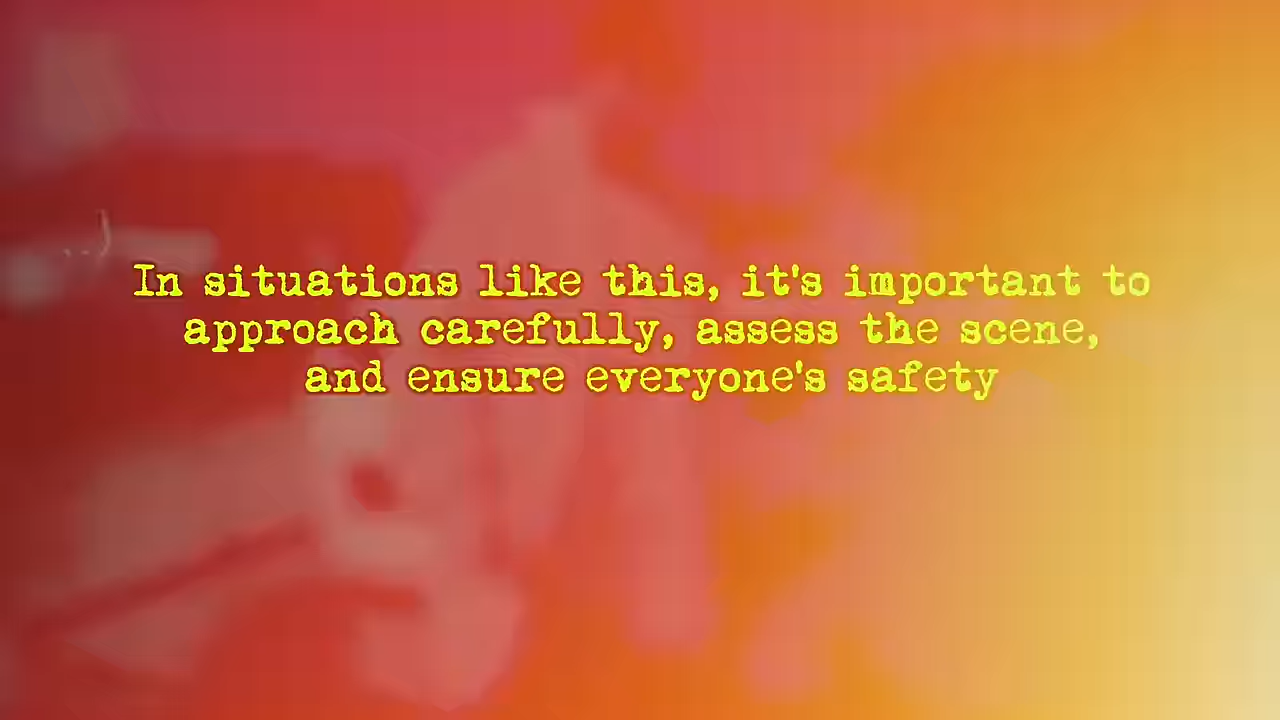 In situations like this, it's important to
approach carefully, assess the scene,
and ensure everyone's safety